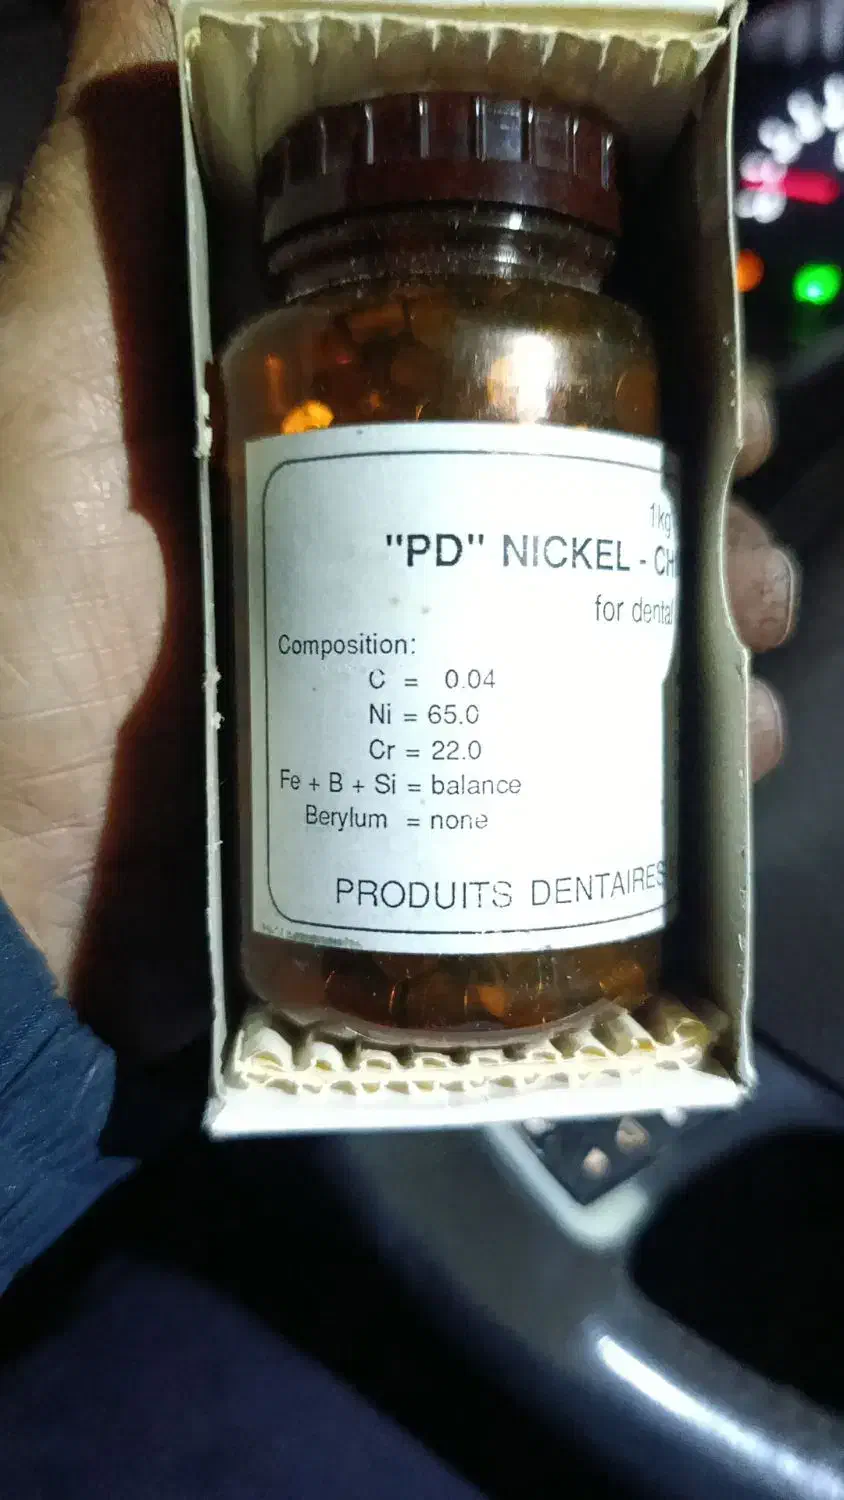 1kg
"PD" NICKEL - CH
for dental
Composition:
C = 0.04
Ni = 65.0
Cr = 22.0
Fe + B + Si = balance
Berylum = none
PRODUITS DENTAIRES